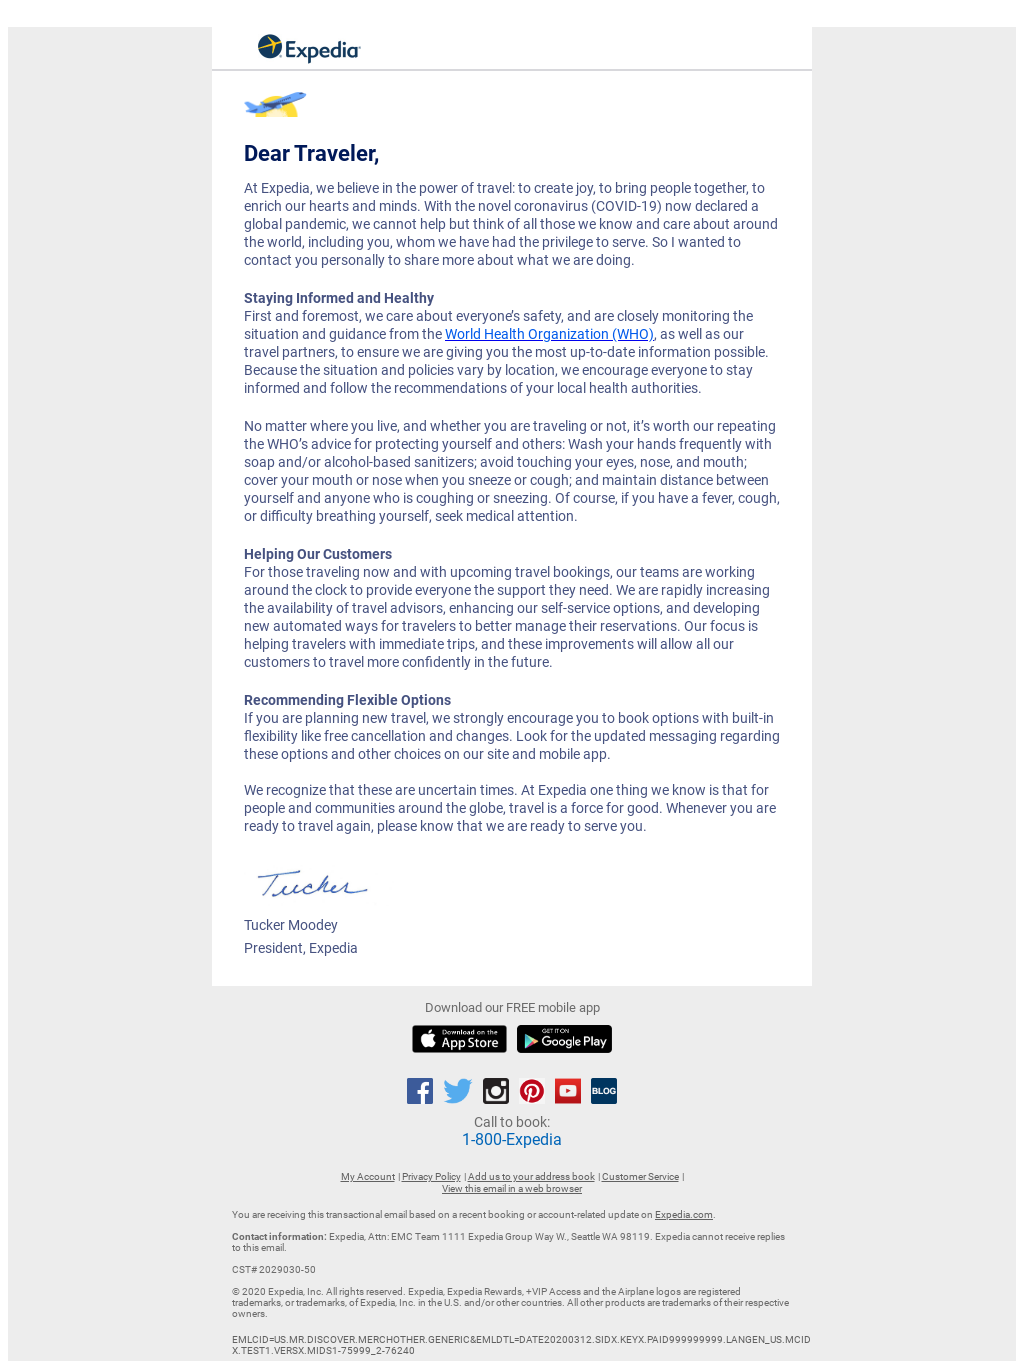 Expedia
Dear Traveler,
At Expedia, we believe in the power of travel: to create joy, to bring people together, to
enrich our hearts and minds. With the novel coronavirus (COVID-19) now declared a
global pandemic, we cannot help but think of all those we know and care about around
the world, including you, whom we have had the privilege to serve. So I wanted to
contact you personally to share more about what we are doing.
Staying Informed and Healthy
First and foremost, we care about everyone’s safety, and are closely monitoring the
situation and guidance from the World Health Organization (WHO), as well as our
travel partners, to ensure we are giving you the most up-to-date information possible.
Because the situation and policies vary by location, we encourage everyone to stay
informed and follow the recommendations of your local health authorities.
No matter where you live, and whether you are traveling or not, it’s worth our repeating
the WHO’s advice for protecting yourself and others: Wash your hands frequently with
soap and/or alcohol-based sanitizers; avoid touching your eyes, nose, and mouth;
cover your mouth or nose when you sneeze or cough; and maintain distance between
yourself and anyone who is coughing or sneezing. Of course, if you have a fever, cough,
or difficulty breathing yourself, seek medical attention.
Helping Our Customers
For those traveling now and with upcoming travel bookings, our teams are working
around the clock to provide everyone the support they need. We are rapidly increasing
the availability of travel advisors, enhancing our self-service options, and developing
new automated ways for travelers to better manage their reservations. Our focus is
helping travelers with immediate trips, and these improvements will allow all our
customers to travel more confidently in the future.
Recommending Flexible Options
If you are planning new travel, we strongly encourage you to book options with built-in
flexibility like free cancellation and changes. Look for the updated messaging regarding
these options and other choices on our site and mobile app.
We recognize that these are uncertain times. At Expedia one thing we know is that for
people and communities around the globe, travel is a force for good. Whenever you are
ready to travel again, please know that we are ready to serve you.
Tucker
Tucker Moodey
President, Expedia
Download our FREE mobile app
Download on the
App Store
GET IT ON
Google Play
BLOG
Call to book:
1-800-Expedia
My Account | Privacy Policy | Add us to your address book | Customer Service |
View this email in a web browser
You are receiving this transactional email based on a recent booking or account-related update on Expedia.com.
Contact information: Expedia, Attn: EMC Team 1111 Expedia Group Way W., Seattle WA 98119. Expedia cannot receive replies
to this email.
CST# 2029030-50
© 2020 Expedia, Inc. All rights reserved. Expedia, Expedia Rewards, +VIP Access and the Airplane logos are registered
trademarks, or trademarks, of Expedia, Inc. in the U.S. and/or other countries. All other products are trademarks of their respective
owners.
EMLCID=US.MR.DISCOVER.MERCHOTHER.GENERIC&EMLDTL=DATE20200312.SIDX.KEYX.PAID999999999.LANGEN_US.MCID
X.TEST1.VERSX.MIDS1-75999_2-76240